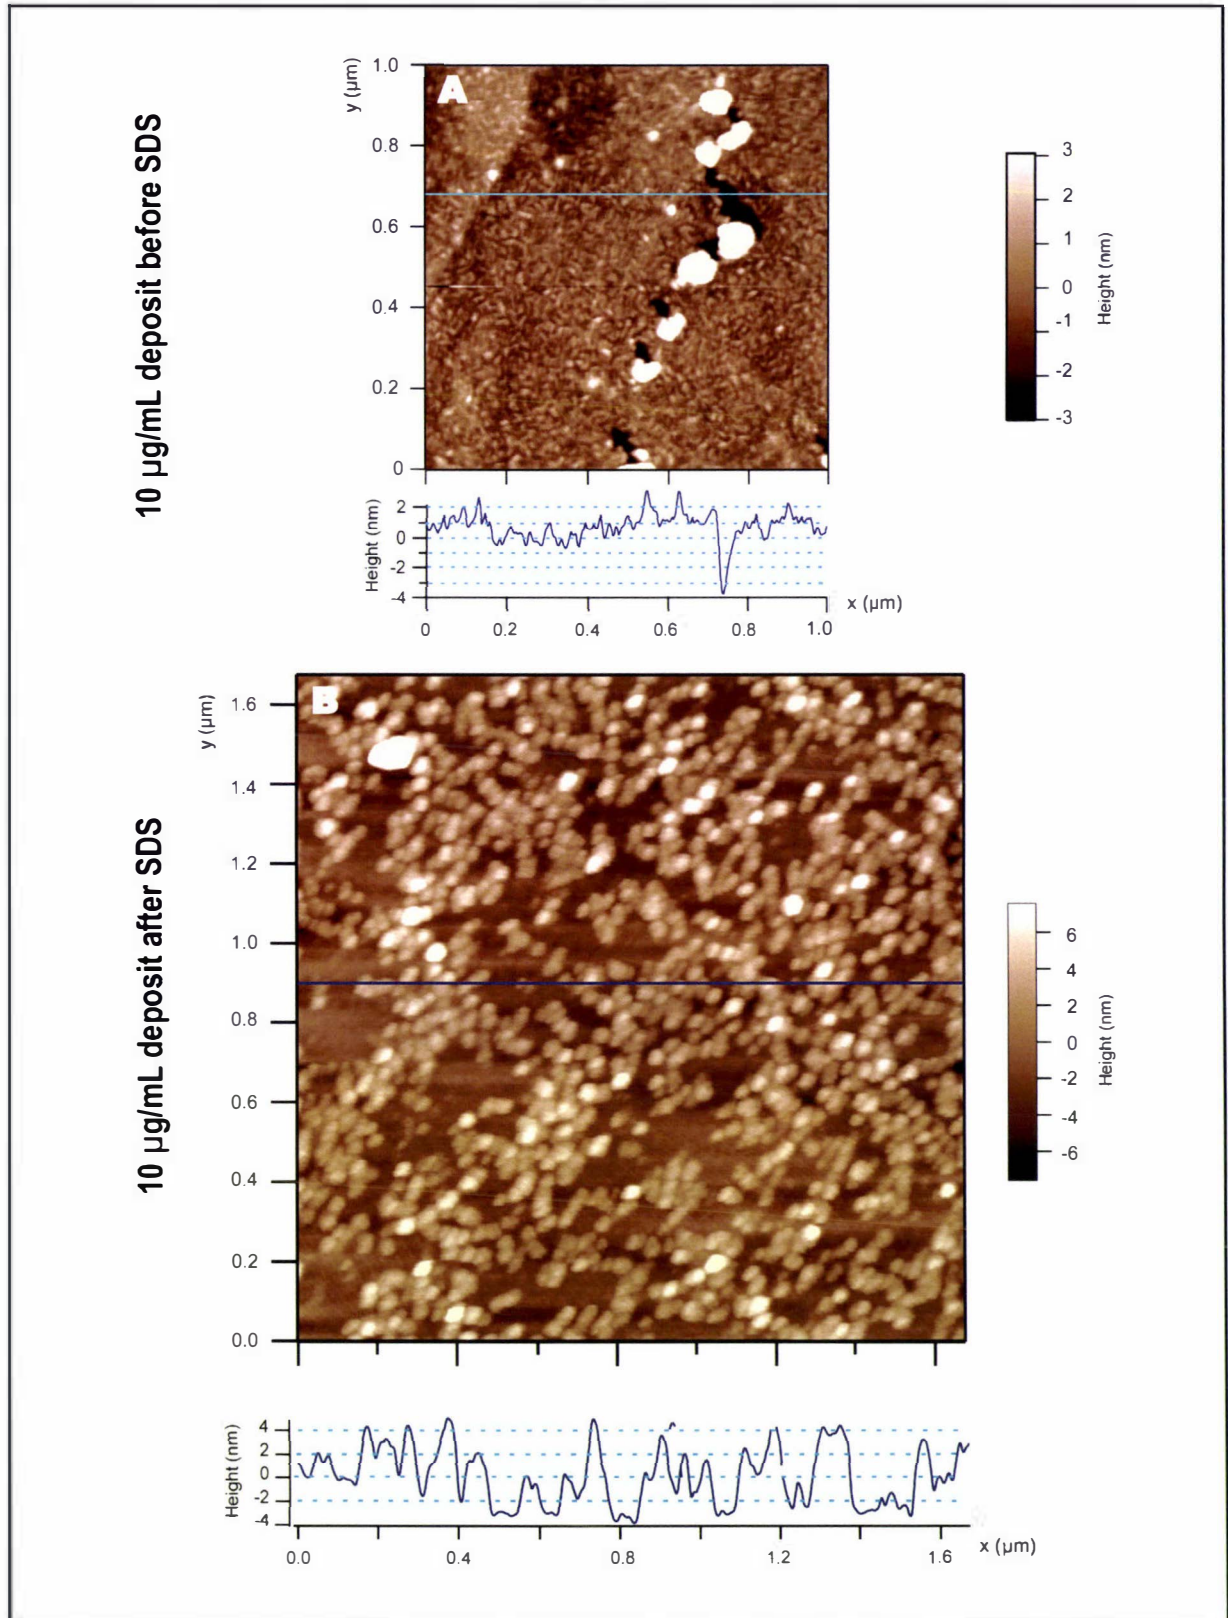 10 µg/mL deposit before SDS
y (µm)
1.0
0.8
0.6
0.4
0.2
0
A
3
2
1
0
-1
-2
-3
Height (nm)
Height (nm)
2
0
-2
-4
0 0.2 0.4 0.6 0.8 1.0
x (µm)
10 µg/mL deposit after SDS
y (µm)
1.6
1.4
1.2
1.0
0.8
0.6
0.4
0.2
0.0
B
6
4
2
0
-2
-4
-6
Height (nm)
Height (nm)
4
2
0
-2
-4
0.0 0.4 0.8 1.2 1.6
x (µm)